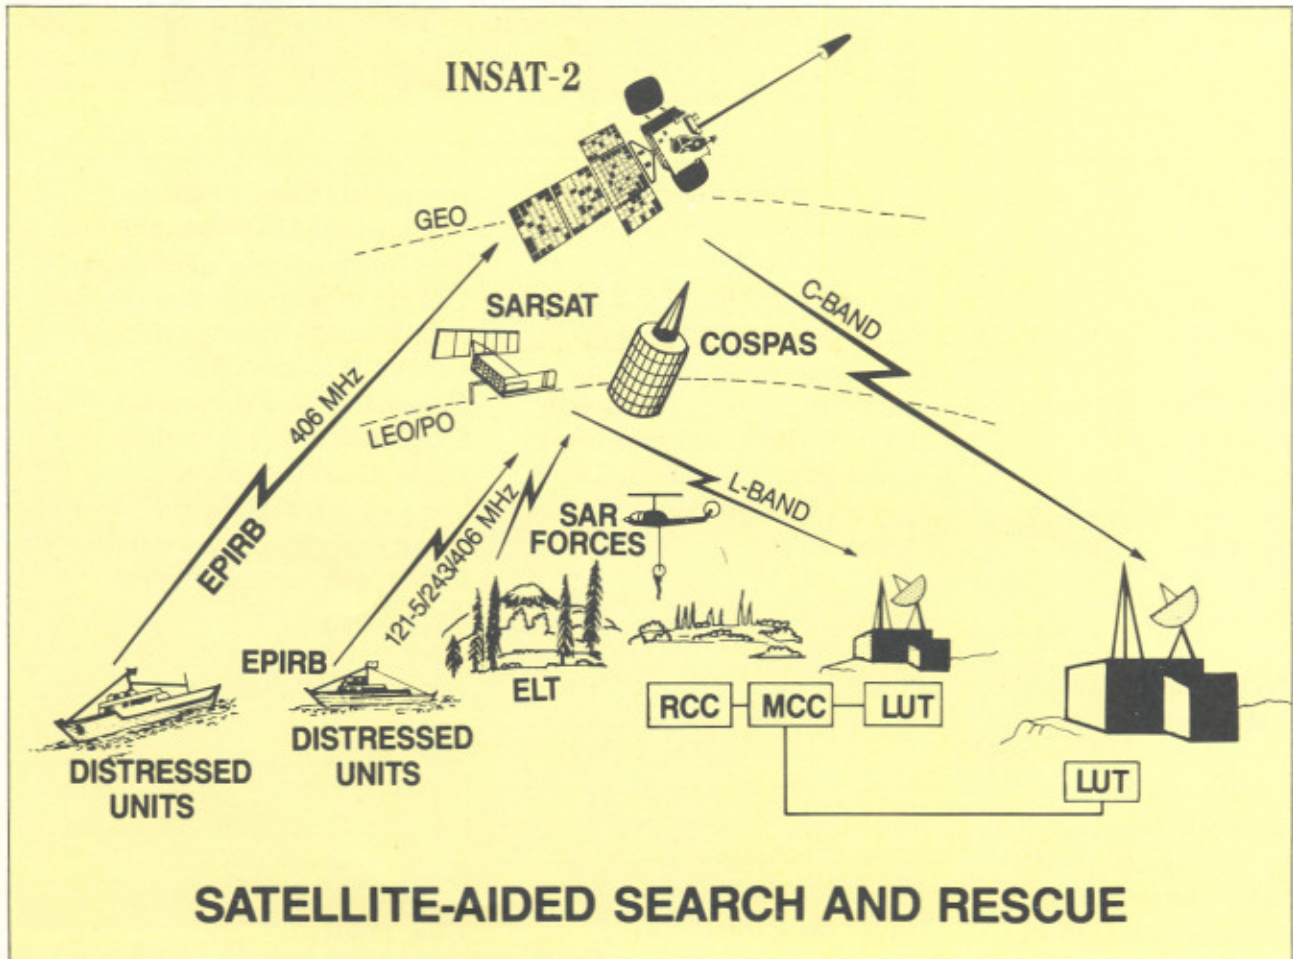 INSAT-2
GEO
SARSAT
COSPAS
C-BAND
406 MHz
LEO/PO
L-BAND
EPIRB
121-5/243/406 MHz
SAR
FORCES
EPIRB
ELT
DISTRESSED
UNITS
DISTRESSED
UNITS
RCC
MCC
LUT
LUT
SATELLITE-AIDED SEARCH AND RESCUE